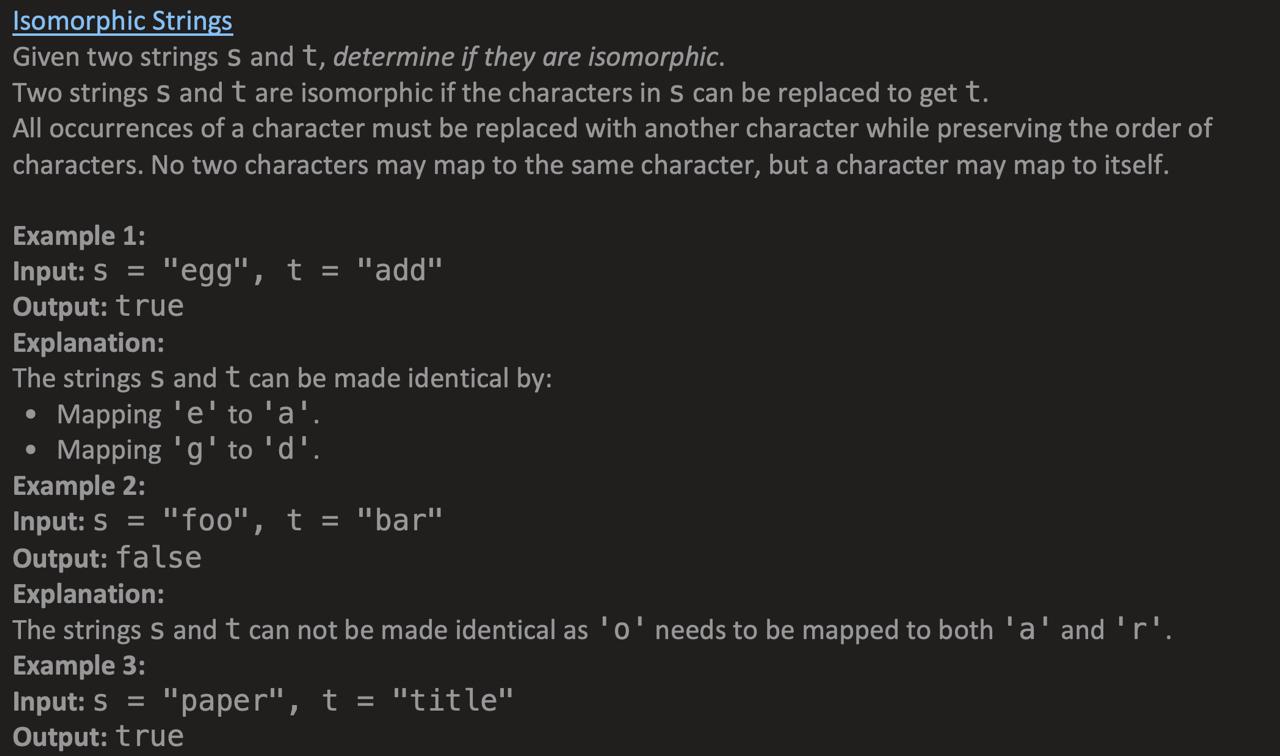 Isomorphic Strings
Given two strings s and t, determine if they are isomorphic.
Two strings s and t are isomorphic if the characters in s can be replaced to get t.
All occurrences of a character must be replaced with another character while preserving the order of
characters. No two characters may map to the same character, but a character may map to itself.
Example 1:
Input: s = "egg", t = "add"
Output: true
Explanation:
The strings s and t can be made identical by:
• Mapping 'e' to 'a'.
• Mapping 'g' to 'd'.
Example 2:
Input: s = "foo", t = "bar"
Output: false
Explanation:
The strings s and t can not be made identical as 'o' needs to be mapped to both 'a' and 'r'.
Example 3:
Input: s = "paper", t = "title"
Output: true